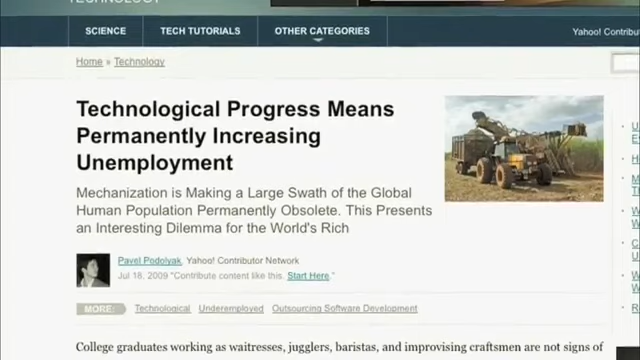 SCIENCE TECH TUTORIALS OTHER CATEGORIES Yahoo! Contribut
Home » Technology
Technological Progress Means
Permanently Increasing
Unemployment
Mechanization is Making a Large Swath of the Global
Human Population Permanently Obsolete. This Presents
an Interesting Dilemma for the World's Rich
Pavel Podolyak, Yahoo! Contributor Network
Jul 18, 2009 "Contribute content like this. Start Here."
MORE: Technological Underemployed Outsourcing Software Development
College graduates working as waitresses, jugglers, baristas, and improvising craftsmen are not signs of